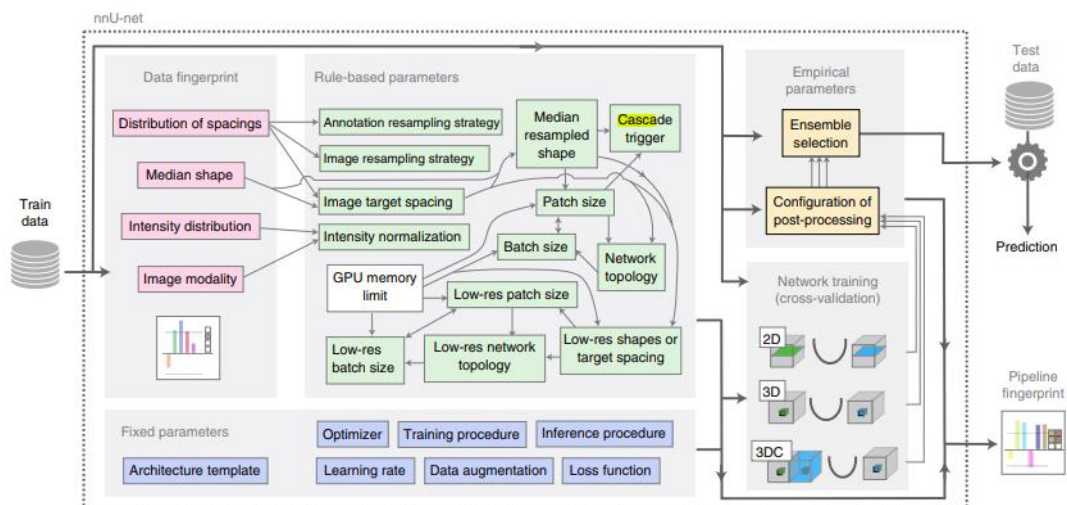 nnU-net
Data fingerprint
Distribution of spacings
Median shape
Intensity distribution
Image modality
Rule-based parameters
Annotation resampling strategy
Image resampling strategy
Image target spacing
Intensity normalization
Median
resampled
shape
Cascade
trigger
Patch size
Batch size
Network
topology
GPU memory
limit
Low-res patch size
Low-res
batch size
Low-res network
topology
Low-res shapes or
target spacing
Fixed parameters
Architecture template
Optimizer
Training procedure
Inference procedure
Learning rate
Data augmentation
Loss function
Empirical
parameters
Ensemble
selection
Configuration of
post-processing
Network training
(cross-validation)
2D
3D
3DC
Train
data
Test
data
Prediction
Pipeline
fingerprint